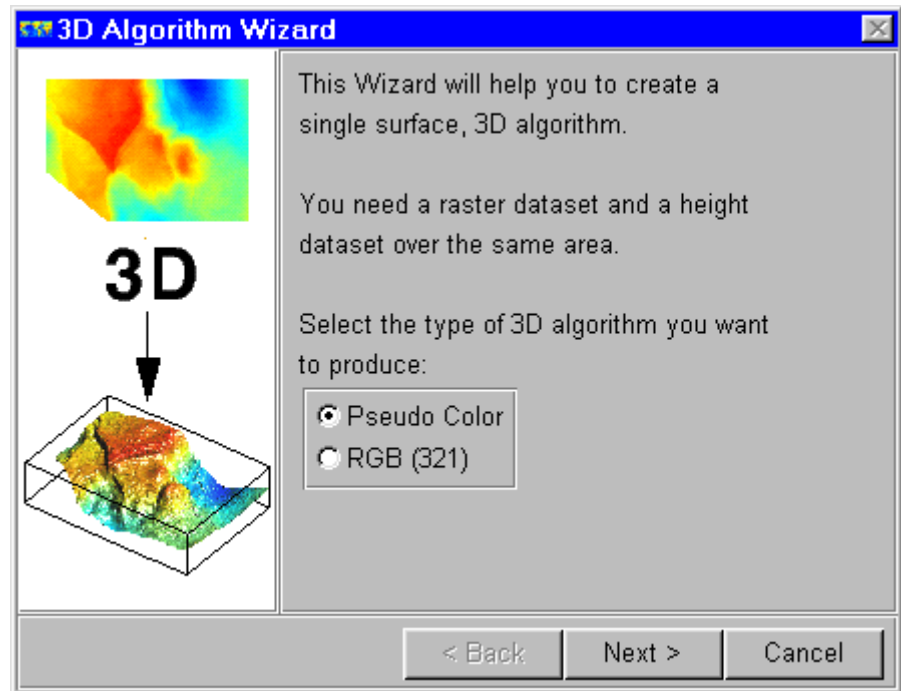 3D Algorithm Wizard
3D
This Wizard will help you to create a
single surface, 3D algorithm.
You need a raster dataset and a height
dataset over the same area.
Select the type of 3D algorithm you want
to produce:
Pseudo Color
RGB (321)
< Back
Next >
Cancel